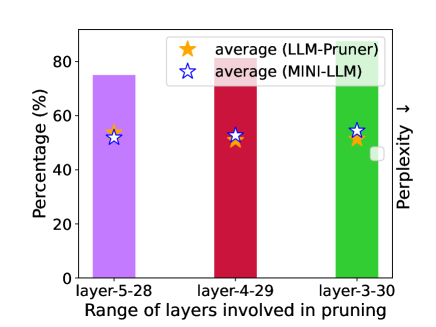 average (LLM-Pruner)
average (MINI-LLM)
Percentage (%)
80
60
40
20
0
Perplexity ↓
layer-5-28 layer-4-29 layer-3-30
Range of layers involved in pruning